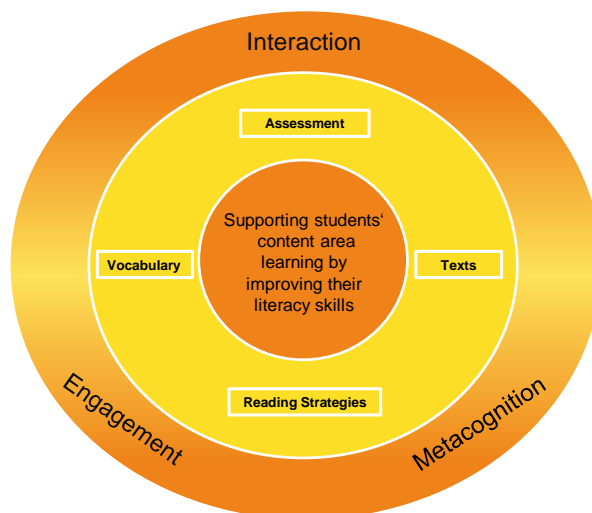 Interaction
Assessment
Supporting students‘
content area
learning by
improving their
literacy skills
Vocabulary
Texts
Reading Strategies
Engagement
Metacognition